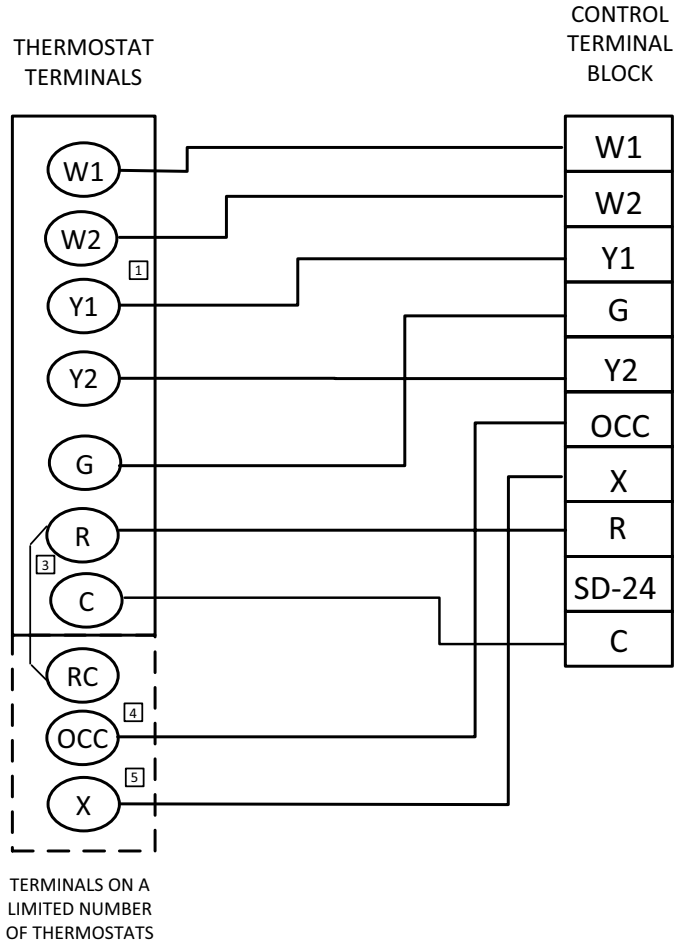 THERMOSTAT
TERMINALS
W1
W2
1
Y1
Y2
G
R
3
C
RC
4
OCC
5
X
TERMINALS ON A
LIMITED NUMBER
OF THERMOSTATS
CONTROL
TERMINAL
BLOCK
W1
W2
Y1
G
Y2
OCC
X
R
SD-24
C